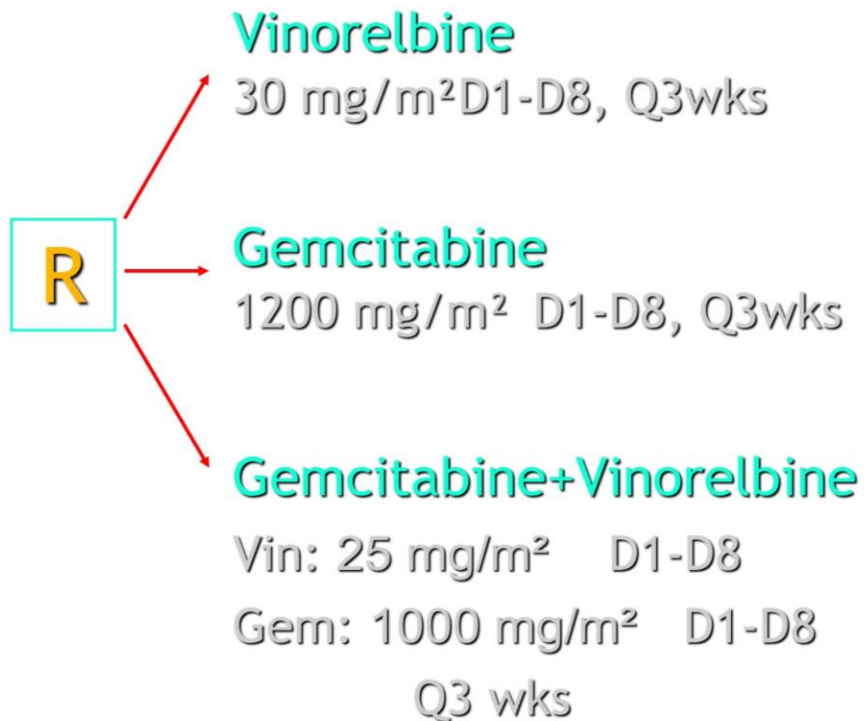 Vinorelbine
30 mg/m²D1-D8, Q3wks
R
Gemcitabine
1200 mg/m² D1-D8, Q3wks
Gemcitabine+Vinorelbine
Vin: 25 mg/m² D1-D8
Gem: 1000 mg/m² D1-D8
Q3 wks